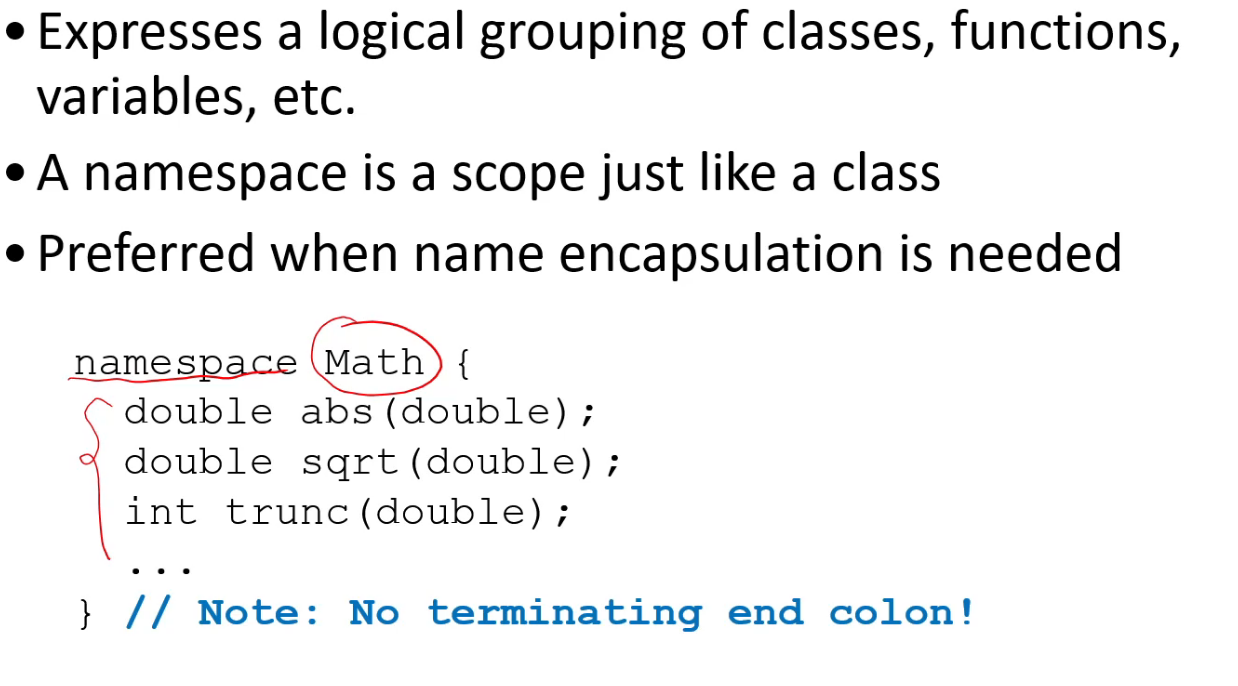 • Expresses a logical grouping of classes, functions,
variables, etc.
• A namespace is a scope just like a class
• Preferred when name encapsulation is needed
namespace Math {
double abs(double);
double sqrt(double);
int trunc(double);
...
} // Note: No terminating end colon!